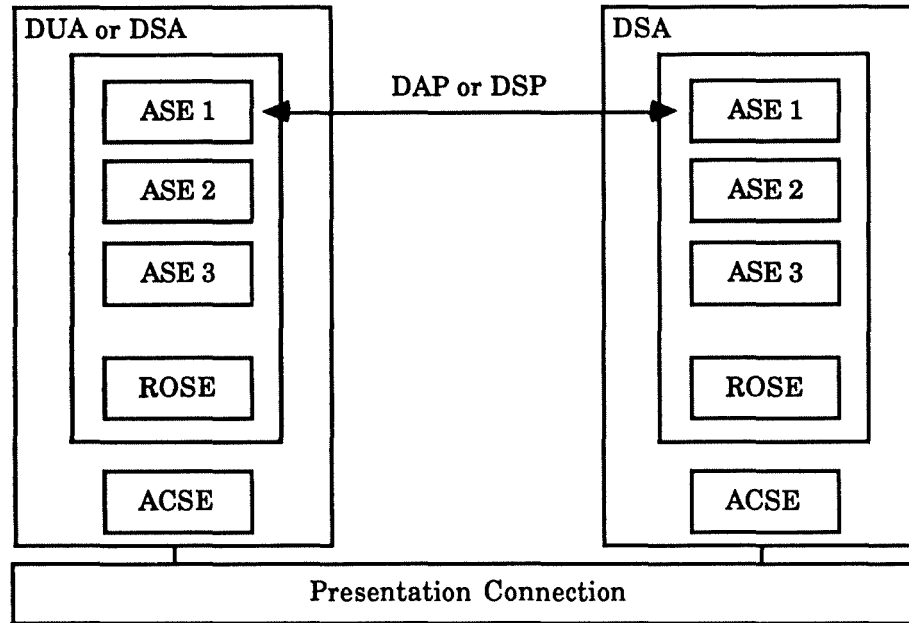 DUA or DSA
ASE 1
ASE 2
ASE 3
ROSE
ACSE
DAP or DSP
DSA
ASE 1
ASE 2
ASE 3
ROSE
ACSE
Presentation Connection